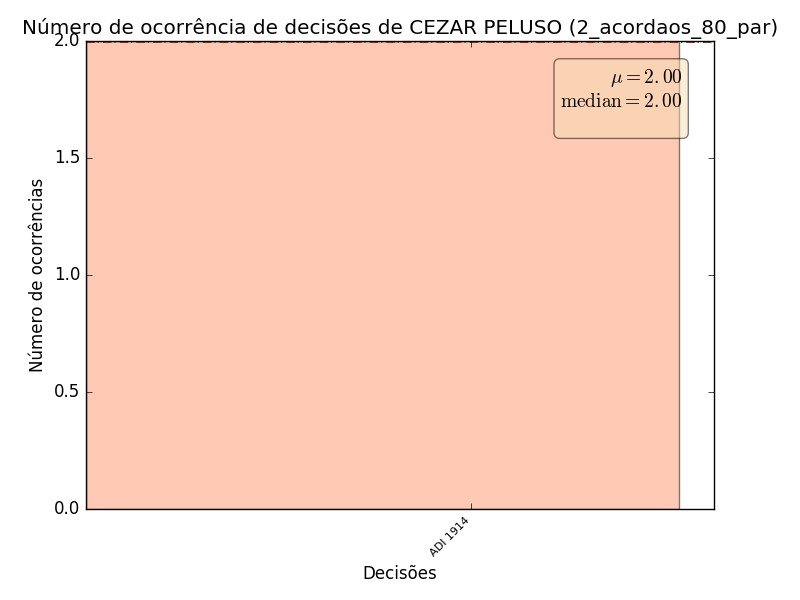 Número de ocorrência de decisões de CEZAR PELUSO (2_acordaos_80_par)
2.0
μ = 2.00
median = 2.00
1.5
1.0
0.5
0.0
Número de ocorrências
ADI 1914
Decisões